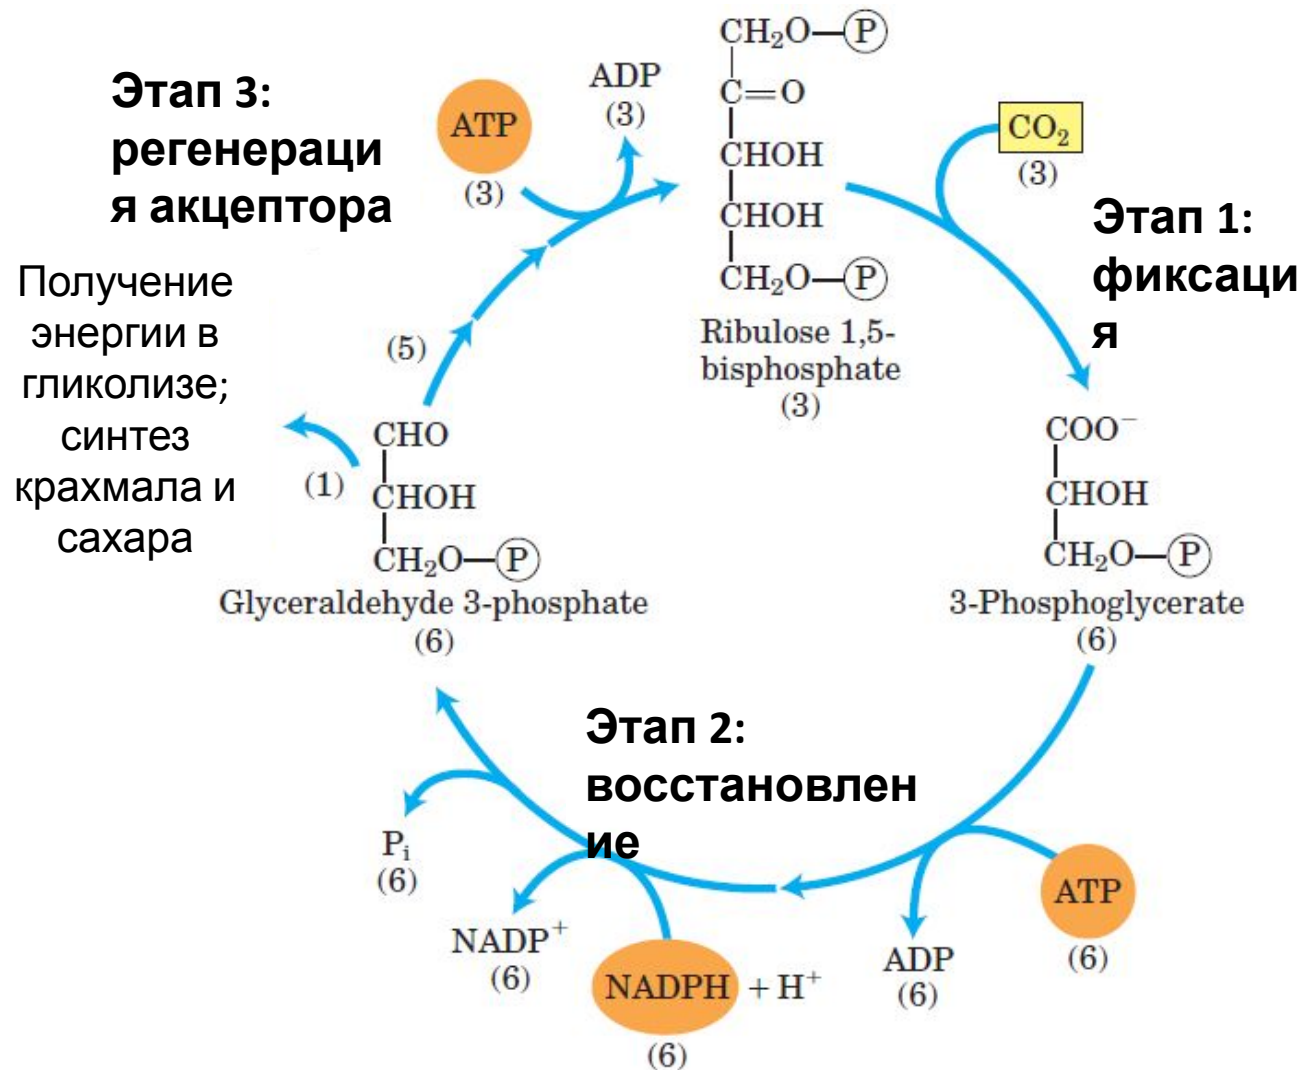 Этап 3:
регенераци
я акцептора
ATP
(3)
ADP
(3)
CH₂O—P
C=O
CHOH
CHOH
CH₂O—P
Ribulose 1,5-
bisphosphate
(3)
CO₂
(3)
Этап 1:
фиксаци
я
Получение
энергии в
гликолизе;
синтез
крахмала и
сахара
(5)
(1)
CHO
CHOH
CH₂O—P
Glyceraldehyde 3-phosphate
(6)
COO⁻
CHOH
CH₂O—P
3-Phosphoglycerate
(6)
Этап 2:
восстановлен
ие
Pᵢ
(6)
NADP⁺
(6)
NADPH + H⁺
(6)
ADP
(6)
ATP
(6)